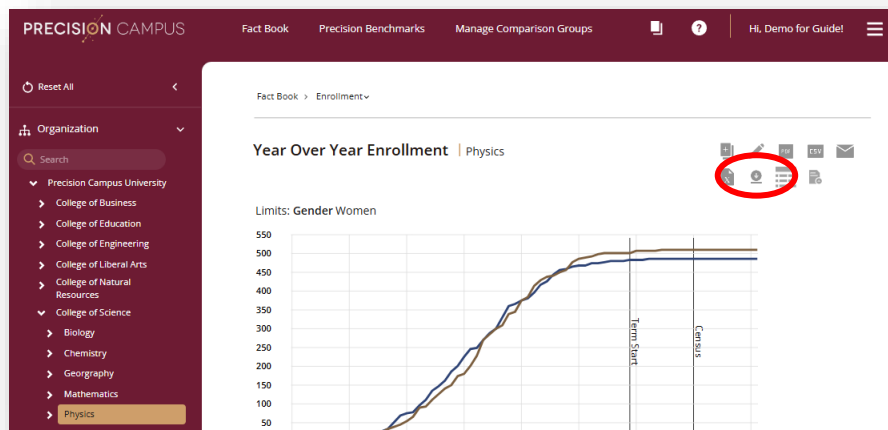 PRECISION CAMPUS
Fact Book Precision Benchmarks Manage Comparison Groups ? Hi, Demo for Guide!
Reset All
Organization
Search
Precision Campus University
College of Business
College of Education
College of Engineering
College of Liberal Arts
College of Natural
Resources
College of Science
Biology
Chemistry
Georgraphy
Mathematics
Physics
Fact Book > Enrollment
Year Over Year Enrollment | Physics
PDF CSV
Limits: Gender Women
550
500
450
400
350
300
250
200
150
100
50
Term Start
Census